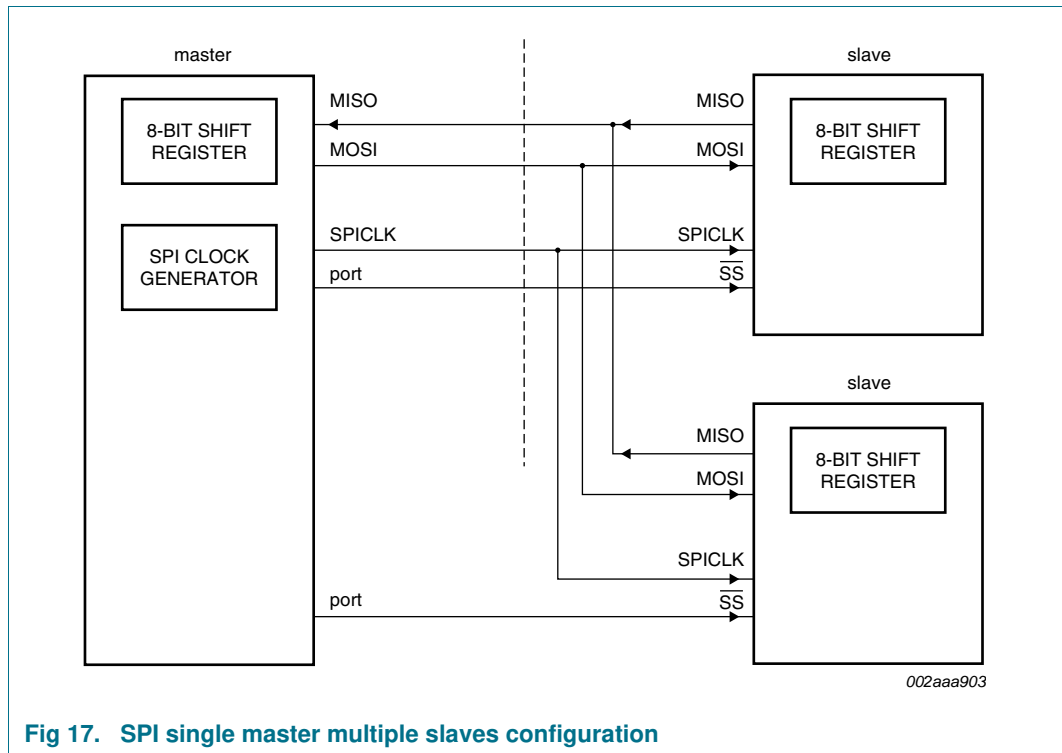 master
slave
MISO
MISO
8-BIT SHIFT
REGISTER
8-BIT SHIFT
REGISTER
MOSI
MOSI
SPICLK
SPICLK
SPI CLOCK
GENERATOR
port
SS
slave
MISO
8-BIT SHIFT
REGISTER
MOSI
SPICLK
port
SS
002aaa903
Fig 17. SPI single master multiple slaves configuration